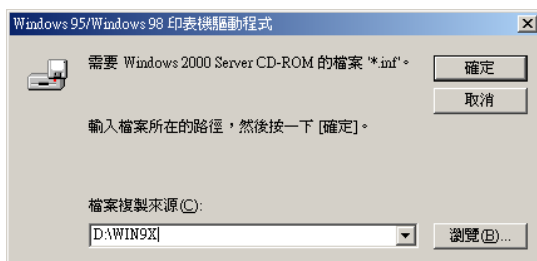 Windows 95/Windows 98 印表機驅動程式
需要 Windows 2000 Server CD-ROM 的檔案 '*.inf'。
確定
取消
輸入檔案所在的路徑，然後按一下 [確定]。
檔案複製來源(C):
D:\WIN9X
瀏覽(B)...